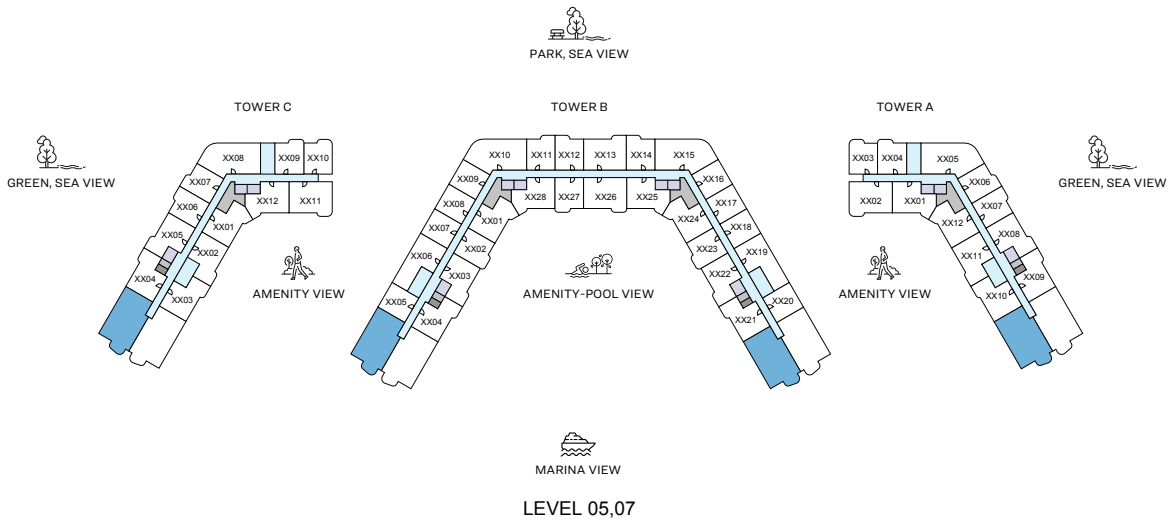 PARK, SEA VIEW
TOWER C
TOWER B
TOWER A
GREEN, SEA VIEW
GREEN, SEA VIEW
XX08
XX09
XX10
XX07
XX06
XX05
XX04
XX01
XX02
XX03
XX12
XX11
XX10
XX11
XX12
XX13
XX14
XX15
XX09
XX08
XX07
XX06
XX05
XX01
XX02
XX03
XX04
XX28
XX27
XX26
XX25
XX16
XX17
XX18
XX19
XX20
XX24
XX23
XX22
XX21
XX03
XX04
XX05
XX02
XX01
XX06
XX07
XX08
XX09
XX12
XX11
XX10
AMENITY VIEW
AMENITY-POOL VIEW
AMENITY VIEW
MARINA VIEW
LEVEL 05,07